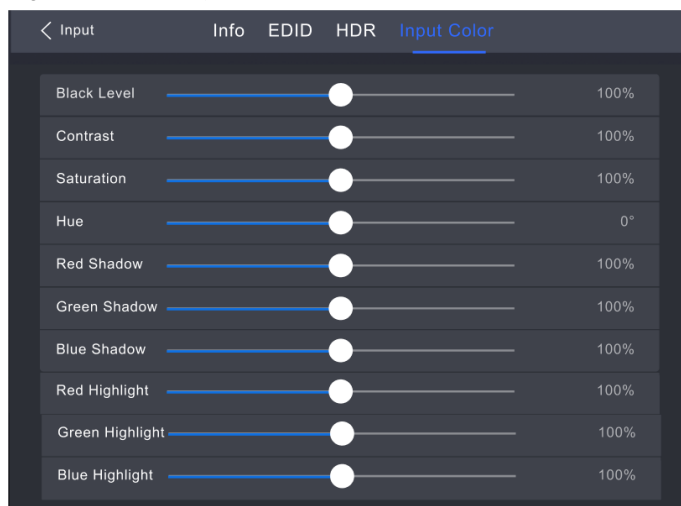 Input Info EDID HDR Input Color
Black Level 100%
Contrast 100%
Saturation 100%
Hue 0°
Red Shadow 100%
Green Shadow 100%
Blue Shadow 100%
Red Highlight 100%
Green Highlight 100%
Blue Highlight 100%